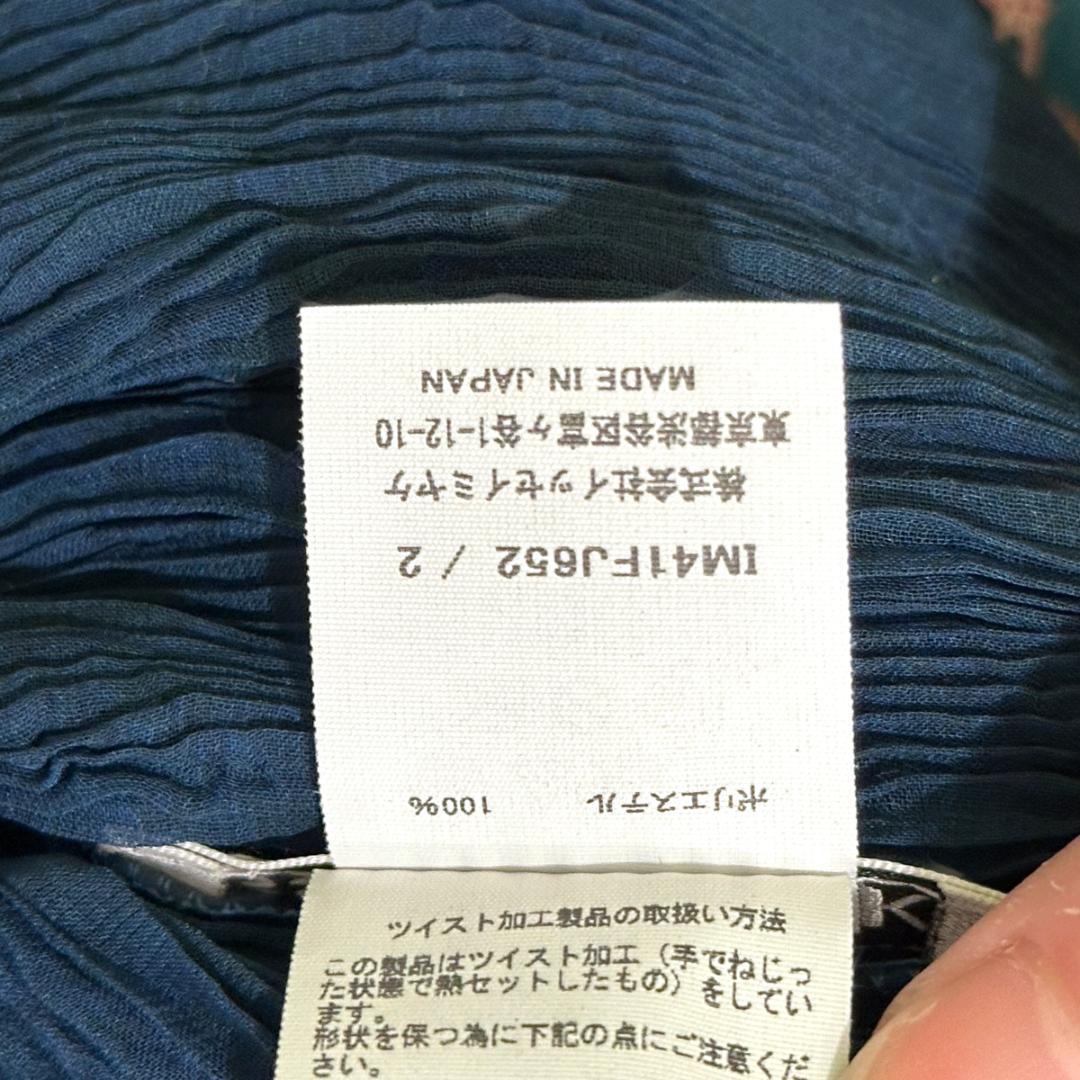 ポリエステル 100%
IM41FJ652 / 2
株式会社イッセイミヤケ
東京都渋谷区富ヶ谷1-12-10
MADE IN JAPAN
ツイスト加工製品の取扱い方法
この製品はツイスト加工（手でねじっ
た状態で熱セットしたもの）をしてい
ます。
形状を保つ為に下記の点にご注意くだ
さい。